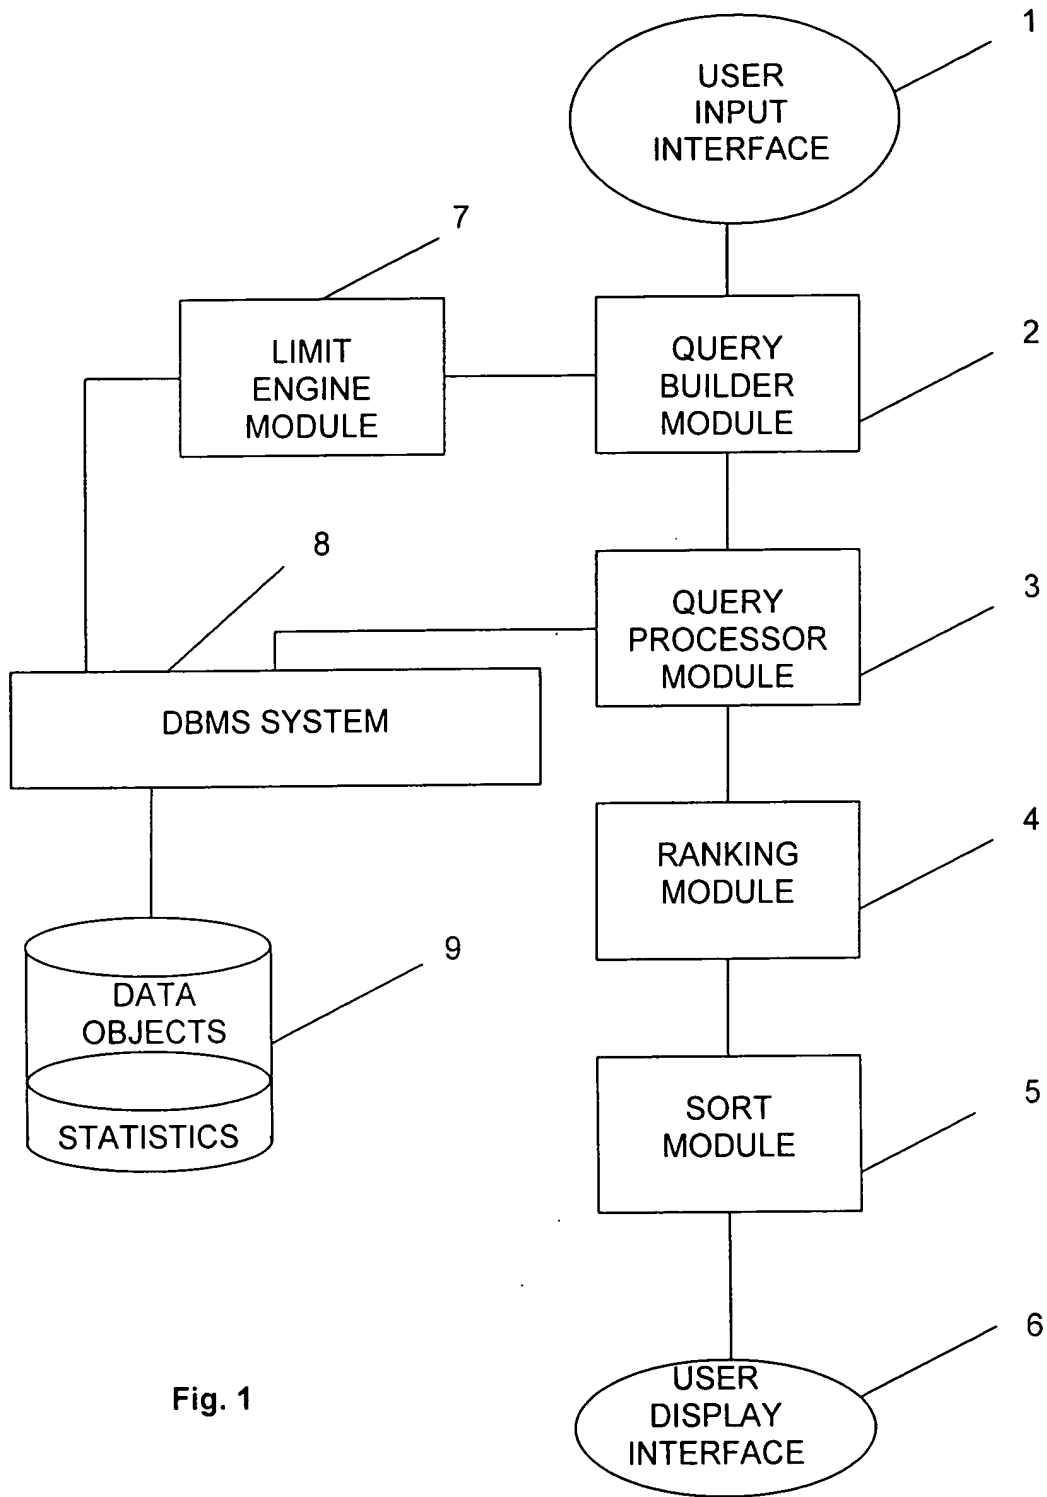 1
USER
INPUT
INTERFACE
7
LIMIT
ENGINE
MODULE
QUERY
BUILDER
MODULE
2
8
QUERY
PROCESSOR
MODULE
3
DBMS SYSTEM
RANKING
MODULE
4
9
DATA
OBJECTS
STATISTICS
SORT
MODULE
5
6
USER
DISPLAY
INTERFACE
Fig. 1